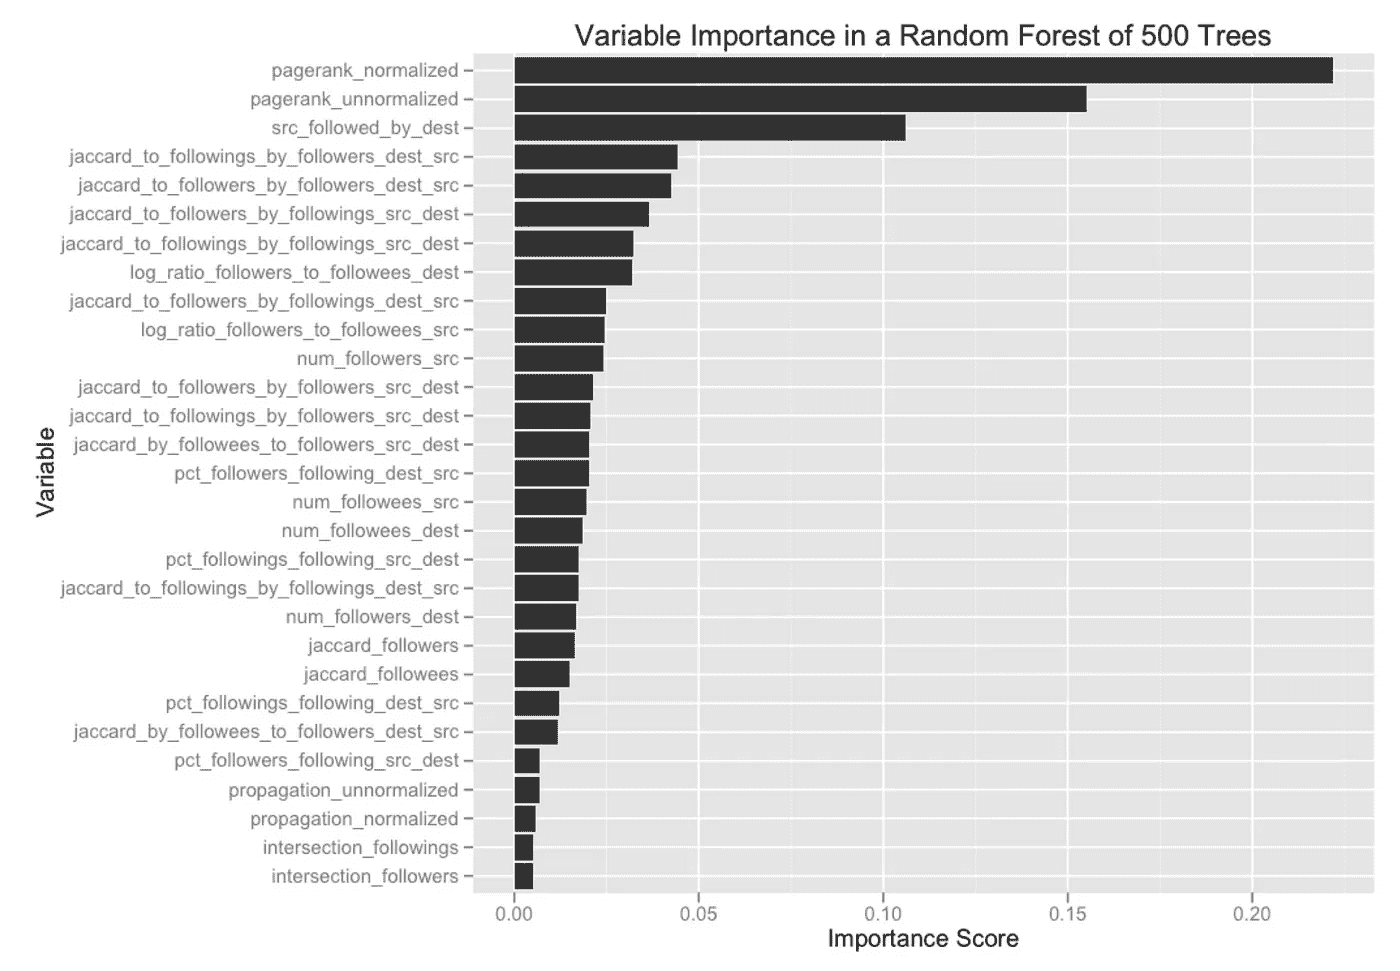 Variable Importance in a Random Forest of 500 Trees
pagerank_normalized
pagerank_unnormalized
src_followed_by_dest
jaccard_to_followings_by_followers_dest_src
jaccard_to_followers_by_followers_dest_src
jaccard_to_followers_by_followings_src_dest
jaccard_to_followings_by_followings_src_dest
log_ratio_followers_to_followees_dest
jaccard_to_followers_by_followings_dest_src
log_ratio_followers_to_followees_src
num_followers_src
jaccard_to_followers_by_followers_src_dest
jaccard_to_followings_by_followers_src_dest
jaccard_by_followees_to_followers_src_dest
pct_followers_following_dest_src
num_followees_src
num_followees_dest
pct_followings_following_src_dest
jaccard_to_followings_by_followings_dest_src
num_followers_dest
jaccard_followers
jaccard_followees
pct_followings_following_dest_src
jaccard_by_followees_to_followers_dest_src
pct_followers_following_src_dest
propagation_unnormalized
propagation_normalized
intersection_followings
intersection_followers
Variable
0.00 0.05 0.10 0.15 0.20
Importance Score